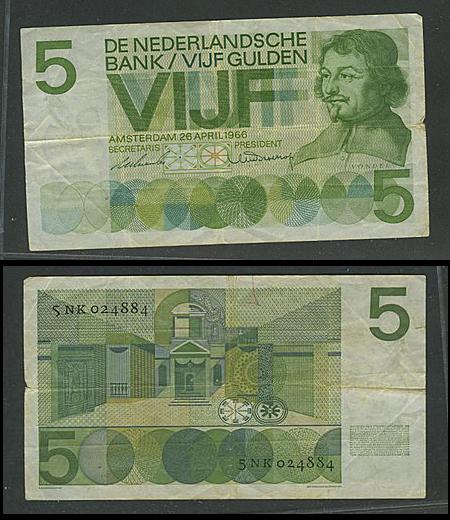 5
DE NEDERLANDSCHE
BANK / VIJF GULDEN
VIJF
AMSTERDAM 26 APRIL 1966
SECRETARIS PRESIDENT
VONDEL
5
5 NK 024884
5
5
5 NK 024884